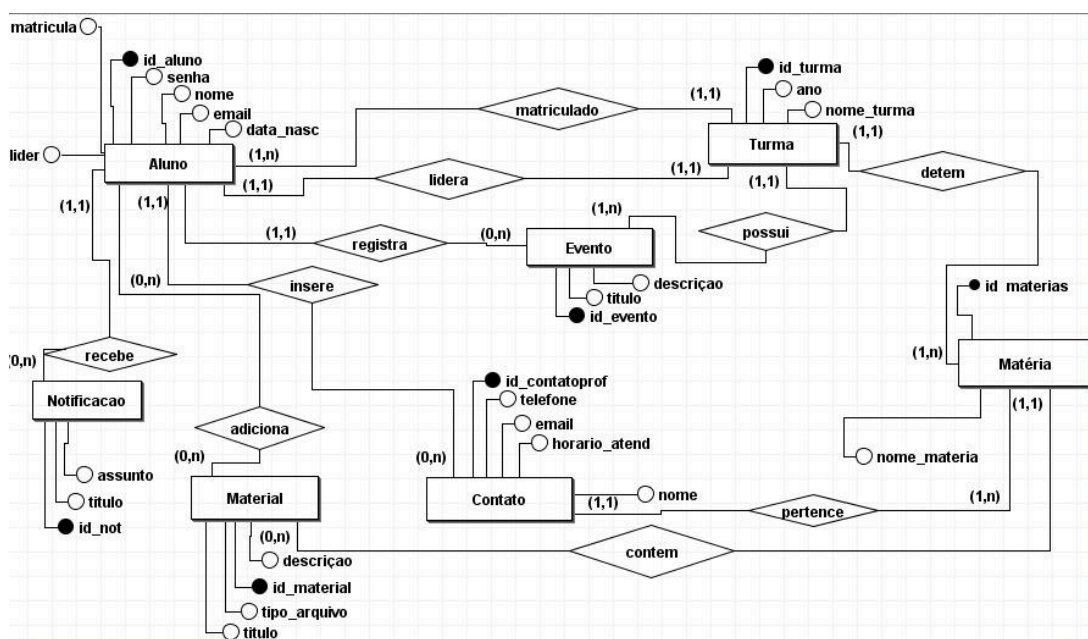 matricula
id_aluno
senha
nome
email
data_nasc
lider
Aluno
(1,n)
matriculado
(1,1)
id_turma
ano
nome_turma
Turma
(1,1)
(1,1)
(1,1)
lidera
(1,1)
(1,1)
detem
(1,1)
(1,1)
registra
(0,n)
(1,n)
Evento
possui
descriçao
titulo
id_evento
(0,n)
insere
id_materias
(1,n)
Matéria
(1,1)
nome_materia
(0,n)
recebe
Notificacao
assunto
titulo
id_not
adiciona
(0,n)
Material
(0,n)
descriçao
id_material
tipo_arquivo
titulo
id_contatoprof
telefone
email
horario_atend
(0,n)
Contato
nome
(1,1)
pertence
(1,n)
contem